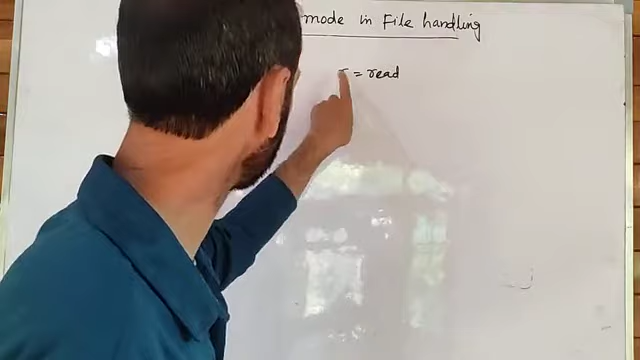 mode in File handling
r = read